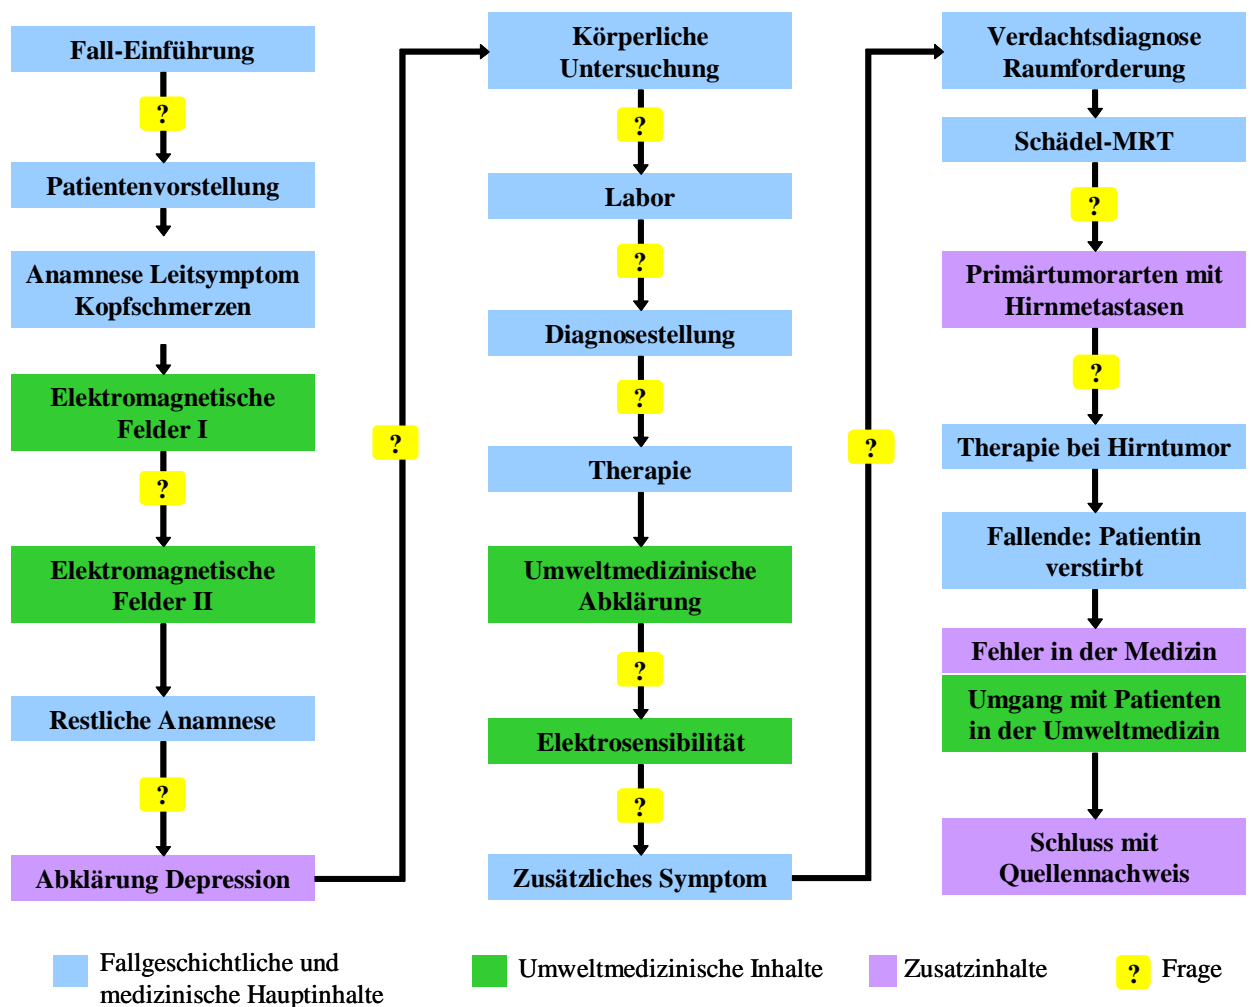 Fall-Einführung
?
Patientenvorstellung
Anamnese Leitsymptom
Kopfschmerzen
Elektromagnetische
Felder I
?
Elektromagnetische
Felder II
Restliche Anamnese
?
Abklärung Depression
?
Körperliche
Untersuchung
?
Labor
?
Diagnosestellung
?
Therapie
Umweltmedizinische
Abklärung
?
Elektrosensibilität
?
Zusätzliches Symptom
?
Verdachtsdiagnose
Raumforderung
Schädel-MRT
?
Primärtumorarten mit
Hirnmetastasen
?
Therapie bei Hirntumor
Fallende: Patientin
verstirbt
Fehler in der Medizin
Umgang mit Patienten
in der Umweltmedizin
Schluss mit
Quellennachweis
Fallgeschichtliche und
medizinische Hauptinhalte
Umweltmedizinische Inhalte
Zusatzinhalte
? Frage